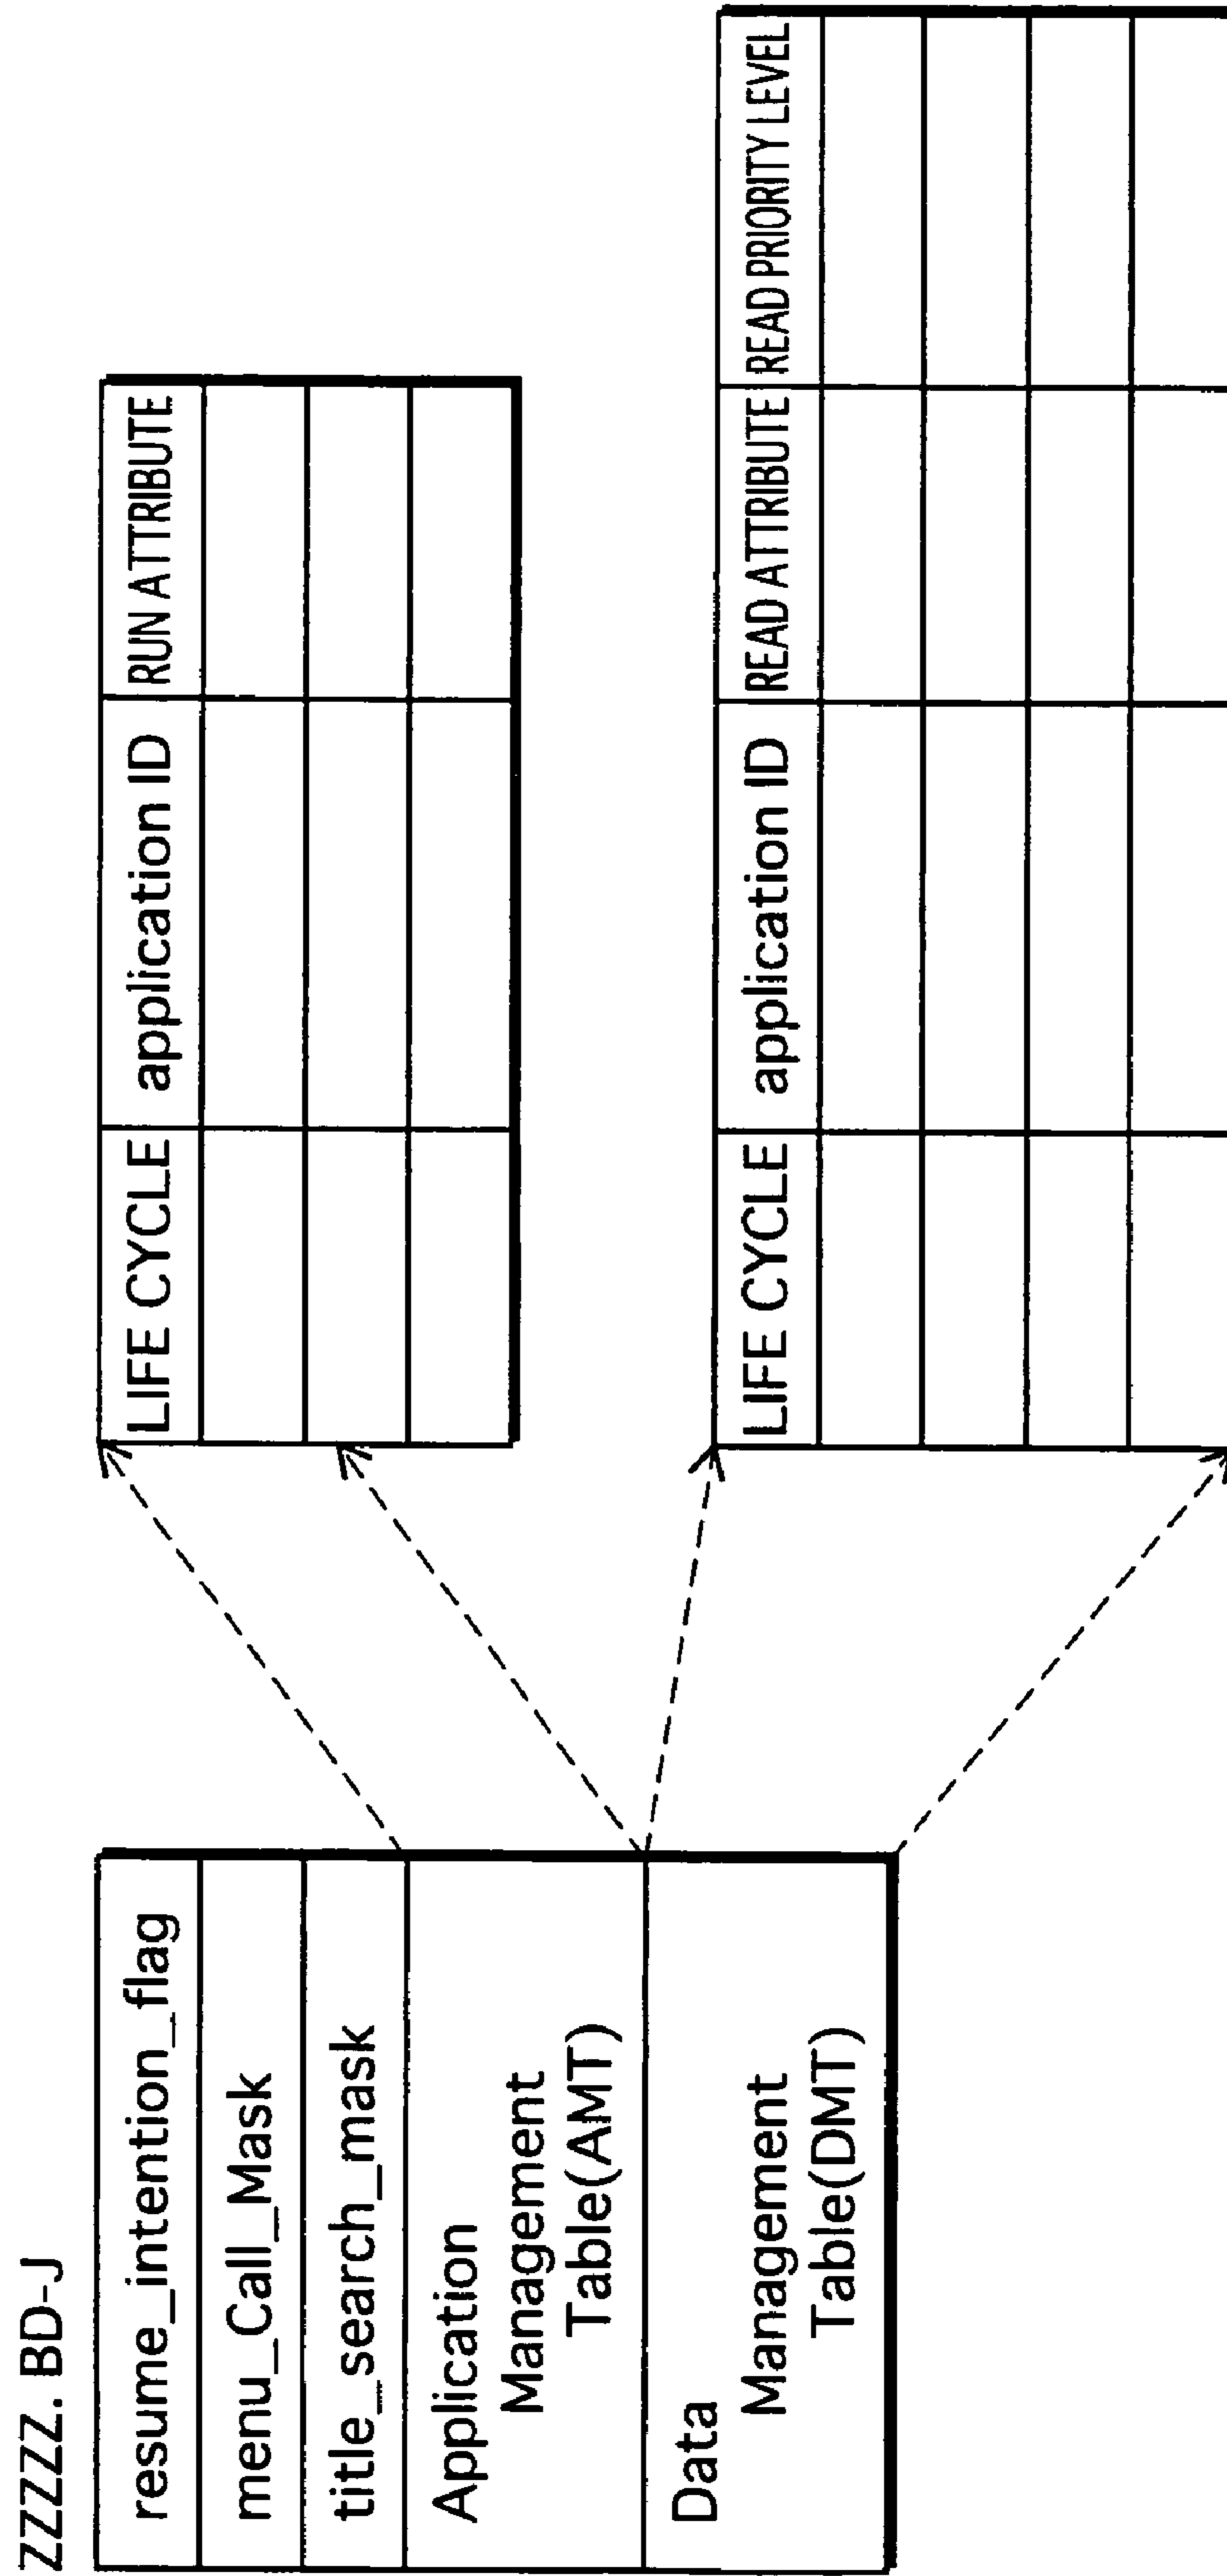 ZZZZZ. BD-J
resume_intention_flag
menu_Call_Mask
title_search_mask
Application
Management
Table(AMT)
Data
Management
Table(DMT)
LIFE CYCLE application ID RUN ATTRIBUTE
LIFE CYCLE application ID READ ATTRIBUTE READ PRIORITY LEVEL